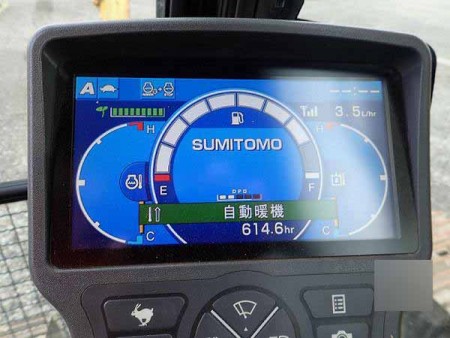 A
--:--
3.5L/hr
H
H
SUMITOMO
E
F
DPD
自動暖機
C
614.6hr
C